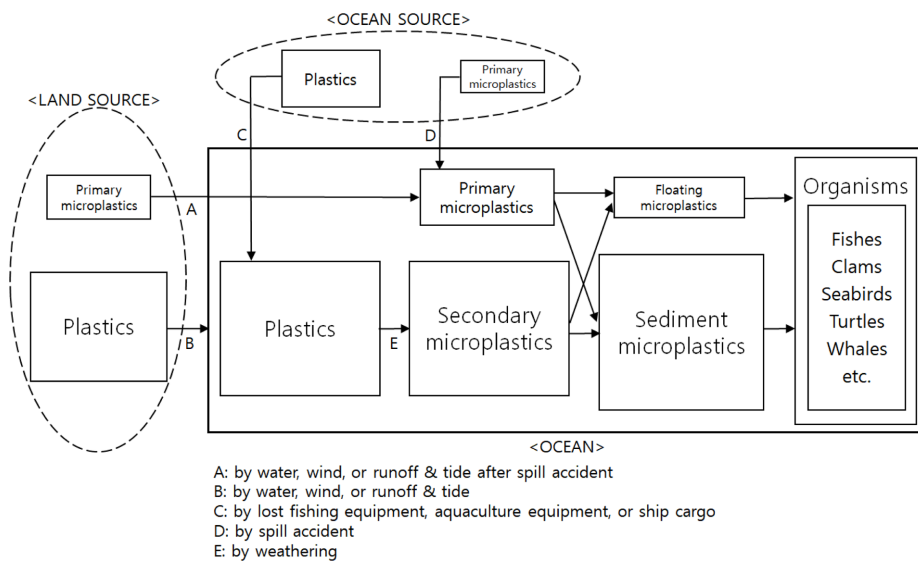 <OCEAN SOURCE>
Plastics
Primary
microplastics
<LAND SOURCE>
C
D
Primary
microplastics
A
Primary
microplastics
Floating
microplastics
Organisms
Fishes
Clams
Seabirds
Turtles
Whales
etc.
Plastics
B
Plastics
E
Secondary
microplastics
Sediment
microplastics
<OCEAN>
A: by water, wind, or runoff & tide after spill accident
B: by water, wind, or runoff & tide
C: by lost fishing equipment, aquaculture equipment, or ship cargo
D: by spill accident
E: by weathering